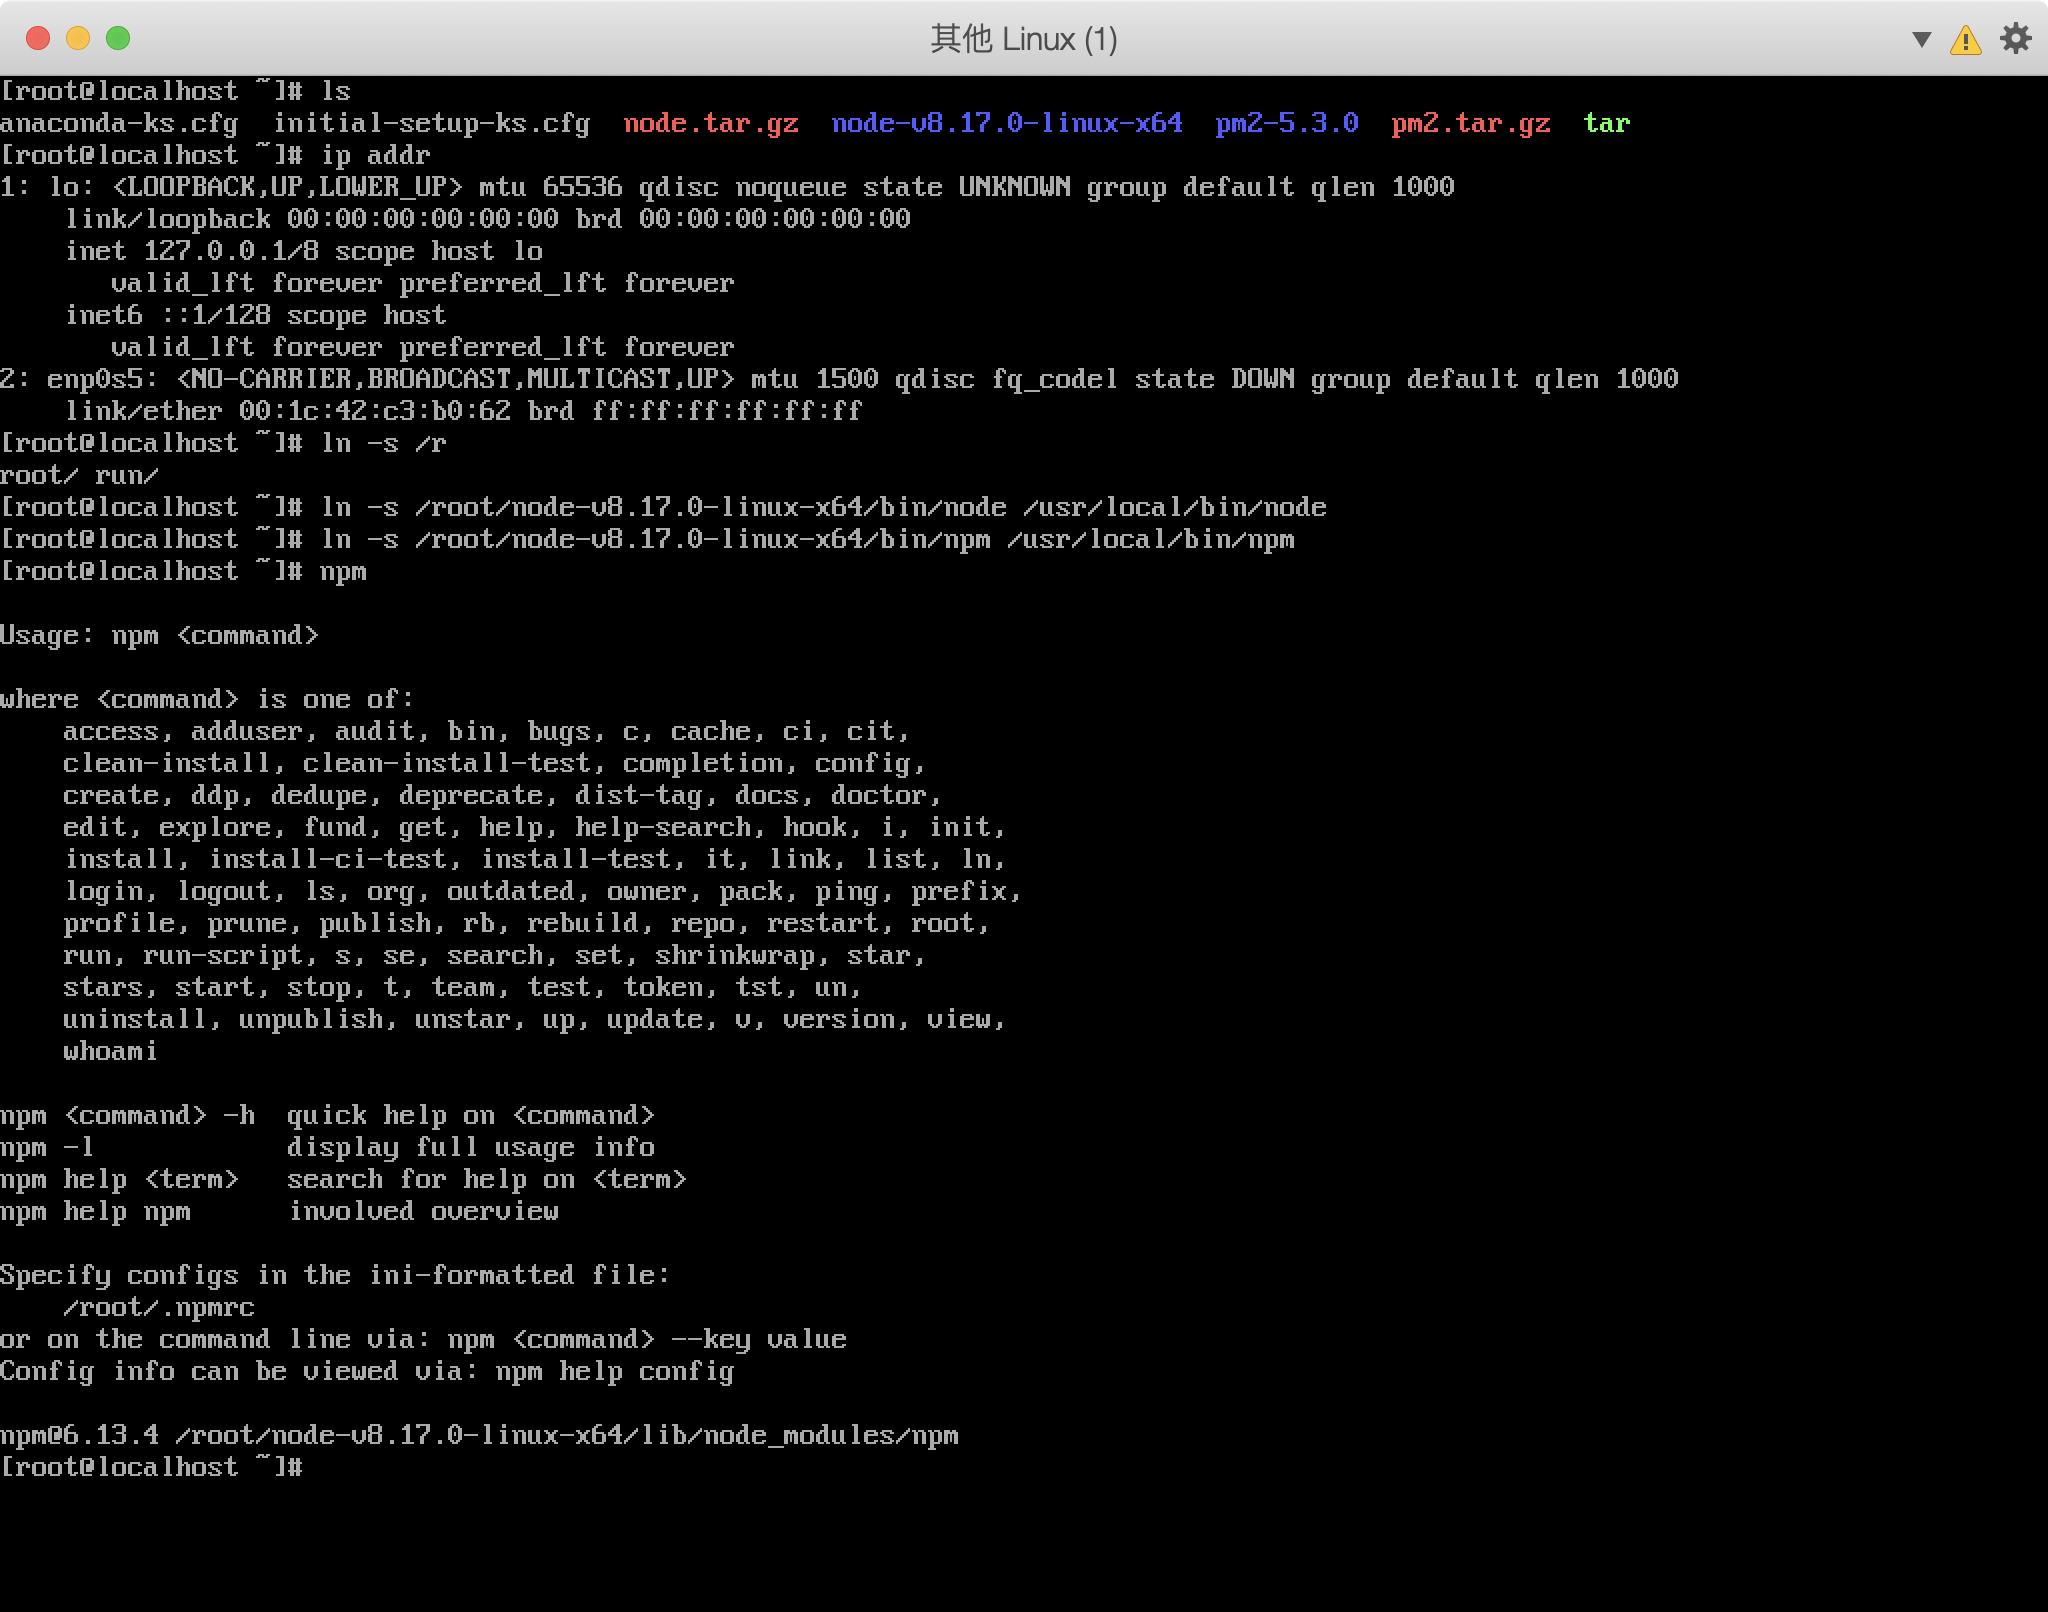 其他 Linux (1)
[root@localhost ~]# ls
anaconda-ks.cfg  initial-setup-ks.cfg  node.tar.gz  node-v8.17.0-linux-x64  pm2-5.3.0  pm2.tar.gz  tar
[root@localhost ~]# ip addr
1: lo: <LOOPBACK,UP,LOWER_UP> mtu 65536 qdisc noqueue state UNKNOWN group default qlen 1000
    link/loopback 00:00:00:00:00:00 brd 00:00:00:00:00:00
    inet 127.0.0.1/8 scope host lo
       valid_lft forever preferred_lft forever
    inet6 ::1/128 scope host
       valid_lft forever preferred_lft forever
2: enp0s5: <NO-CARRIER,BROADCAST,MULTICAST,UP> mtu 1500 qdisc fq_codel state DOWN group default qlen 1000
    link/ether 00:1c:42:c3:b0:62 brd ff:ff:ff:ff:ff:ff
[root@localhost ~]# ln -s /r
root/ run/
[root@localhost ~]# ln -s /root/node-v8.17.0-linux-x64/bin/node /usr/local/bin/node
[root@localhost ~]# ln -s /root/node-v8.17.0-linux-x64/bin/npm /usr/local/bin/npm
[root@localhost ~]# npm

Usage: npm <command>

where <command> is one of:
    access, adduser, audit, bin, bugs, c, cache, ci, cit,
    clean-install, clean-install-test, completion, config,
    create, ddp, dedupe, deprecate, dist-tag, docs, doctor,
    edit, explore, fund, get, help, help-search, hook, i, init,
    install, install-ci-test, install-test, it, link, list, ln,
    login, logout, ls, org, outdated, owner, pack, ping, prefix,
    profile, prune, publish, rb, rebuild, repo, restart, root,
    run, run-script, s, se, search, set, shrinkwrap, star,
    stars, start, stop, t, team, test, token, tst, un,
    uninstall, unpublish, unstar, up, update, v, version, view,
    whoami

npm <command> -h  quick help on <command>
npm -l            display full usage info
npm help <term>   search for help on <term>
npm help npm      involved overview

Specify configs in the ini-formatted file:
    /root/.npmrc
or on the command line via: npm <command> --key value
Config info can be viewed via: npm help config

npm@6.13.4 /root/node-v8.17.0-linux-x64/lib/node_modules/npm
[root@localhost ~]#